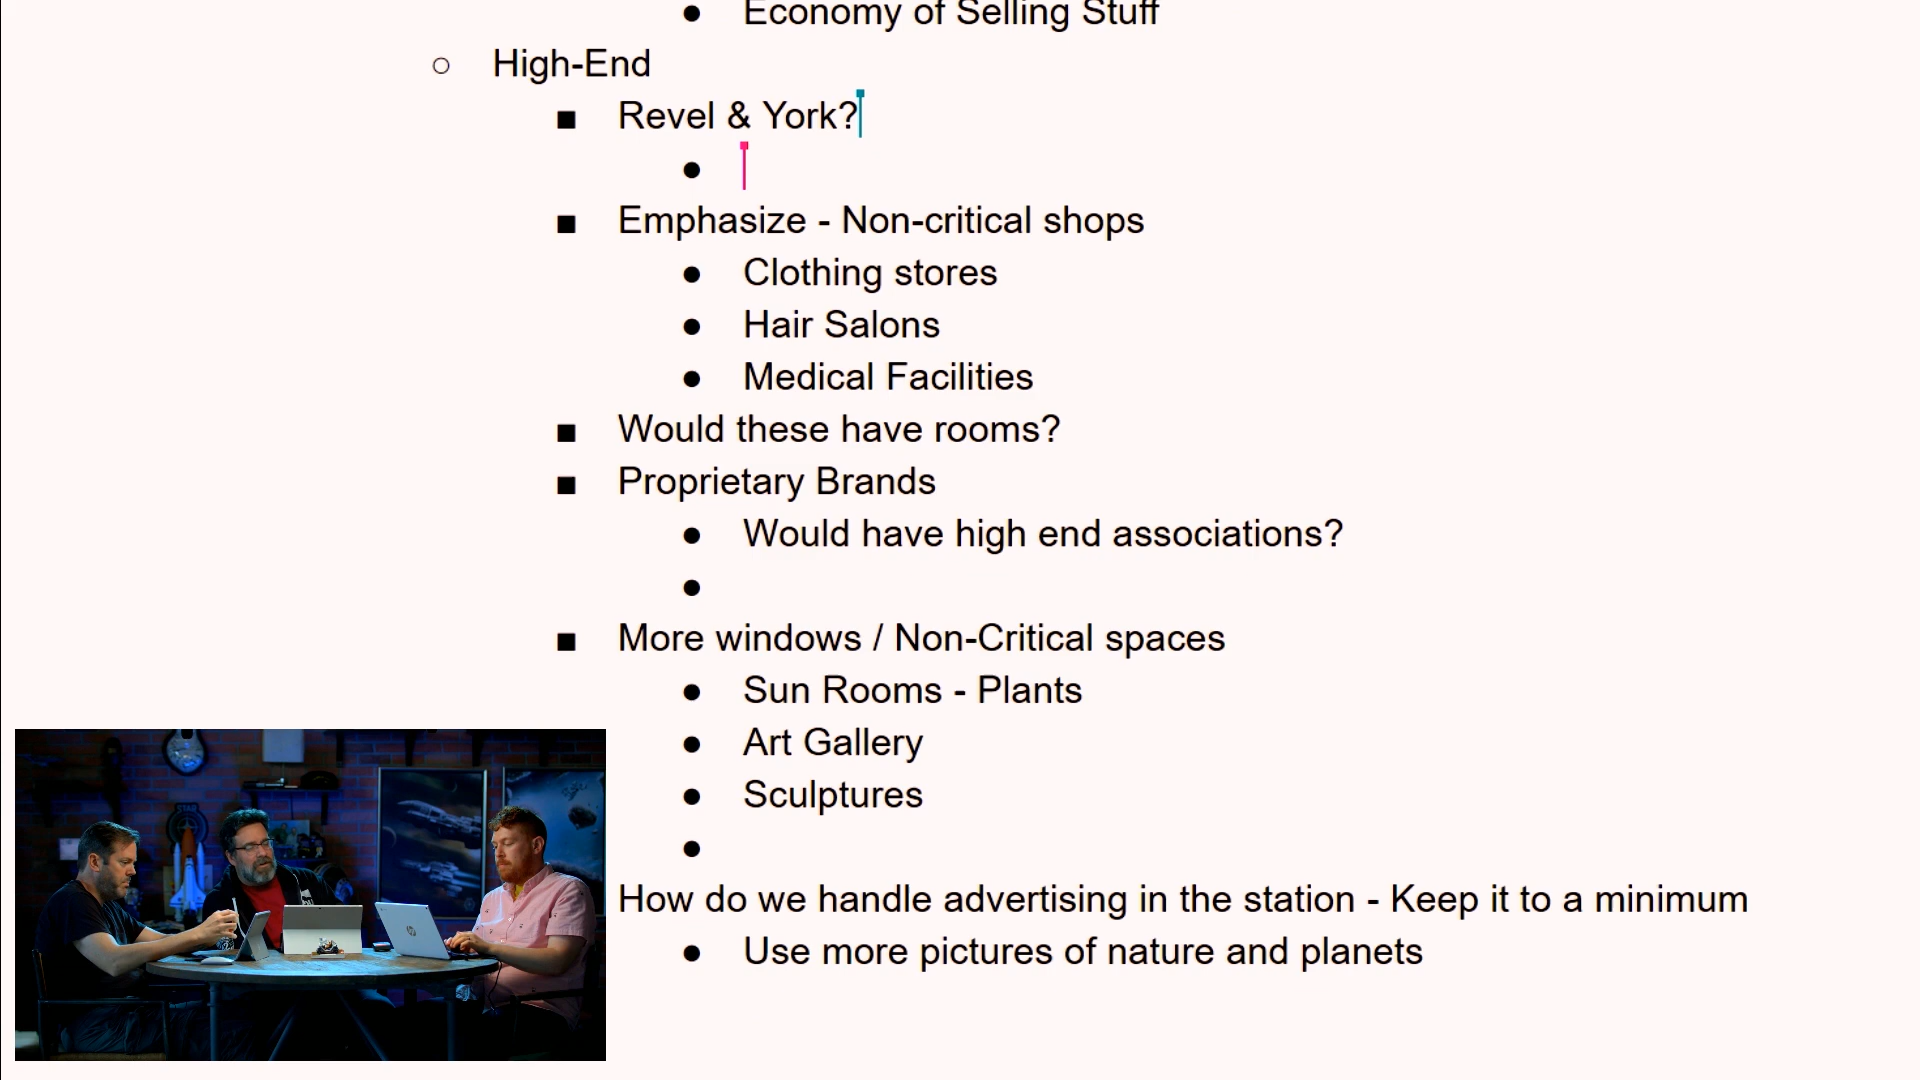 ● Economy of Selling Stuff
○ High-End
■ Revel & York?
●
■ Emphasize - Non-critical shops
● Clothing stores
● Hair Salons
● Medical Facilities
■ Would these have rooms?
■ Proprietary Brands
● Would have high end associations?
●
■ More windows / Non-Critical spaces
● Sun Rooms - Plants
● Art Gallery
● Sculptures
●
How do we handle advertising in the station - Keep it to a minimum
● Use more pictures of nature and planets
STAR
hp